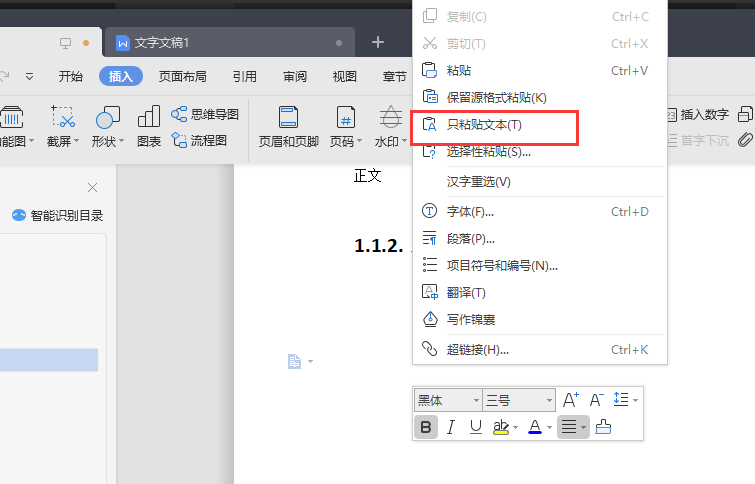 文字文稿1
开始 插入 页面布局 引用 审阅 视图 章节
截屏 形状 图表 思维导图 流程图 页眉和页脚 页码 水印 插入数字 首字下沉
智能识别目录
正文
1.1.2.
复制(C) Ctrl+C
剪切(T) Ctrl+X
粘贴 Ctrl+V
保留源格式粘贴(K)
只粘贴文本(T)
选择性粘贴(S)...
汉字重选(V)
字体(F)... Ctrl+D
段落(P)...
项目符号和编号(N)...
翻译(T)
写作锦囊
超链接(H)... Ctrl+K
黑体 三号 A+ A-
B I U ab A